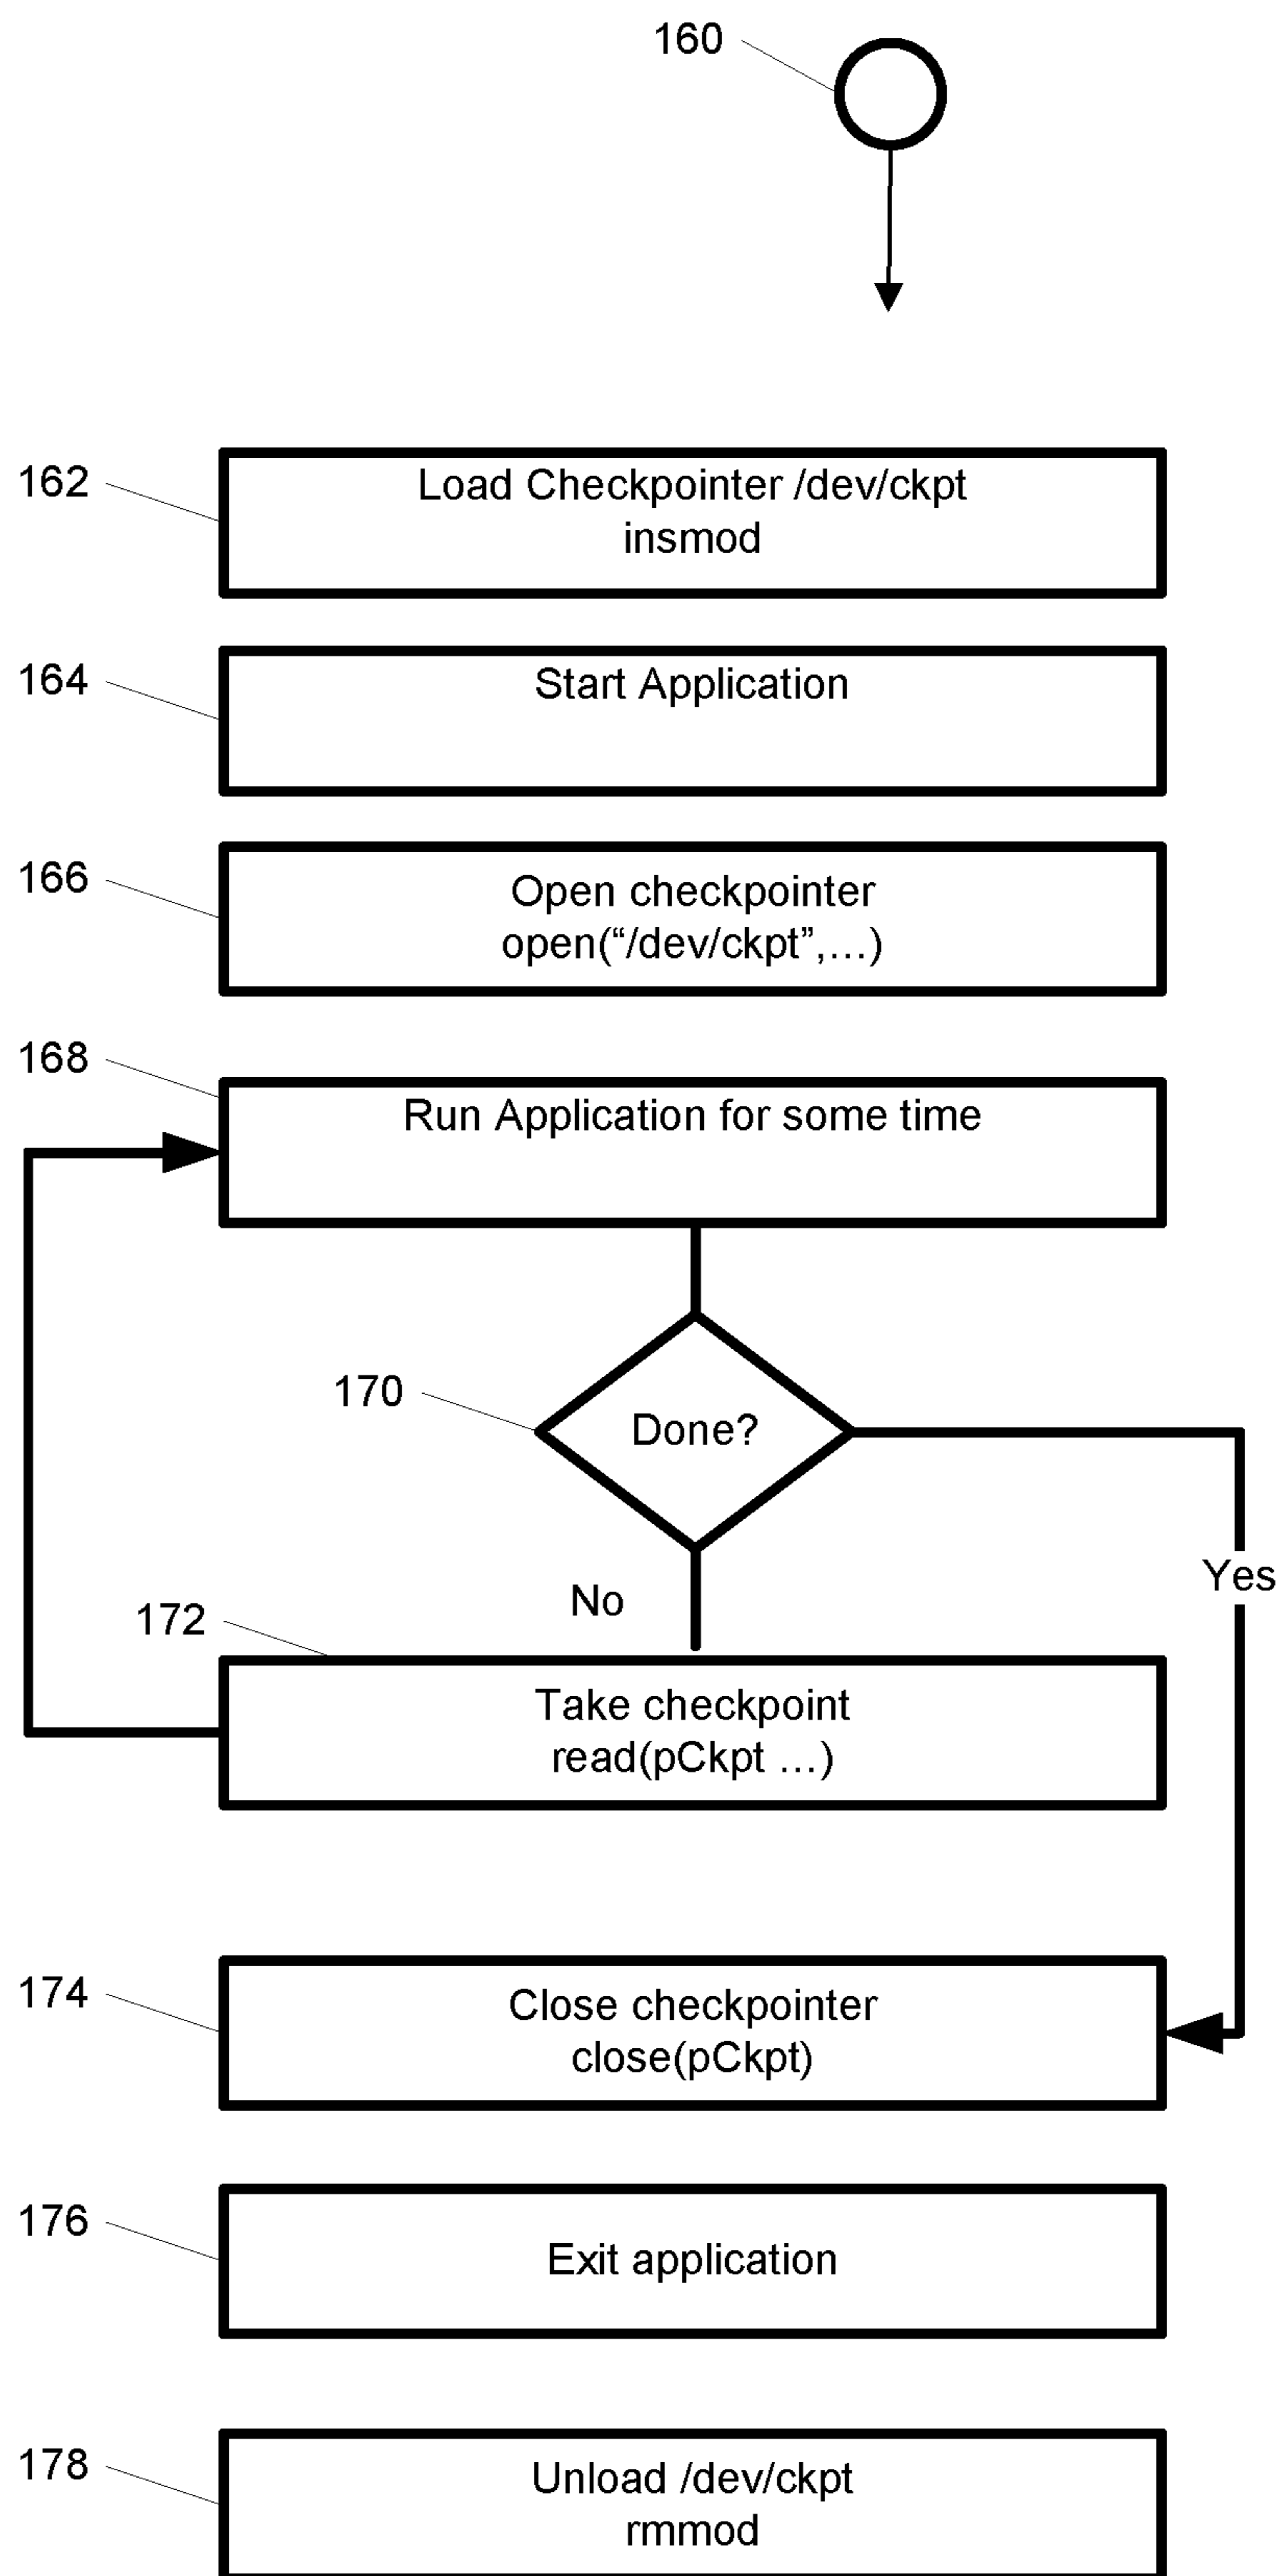 160
162
Load Checkpointer /dev/ckpt
insmod
164
Start Application
166
Open checkpointer
open(“/dev/ckpt”,…)
168
Run Application for some time
170
Done?
No
Yes
172
Take checkpoint
read(pCkpt …)
174
Close checkpointer
close(pCkpt)
176
Exit application
178
Unload /dev/ckpt
rmmod